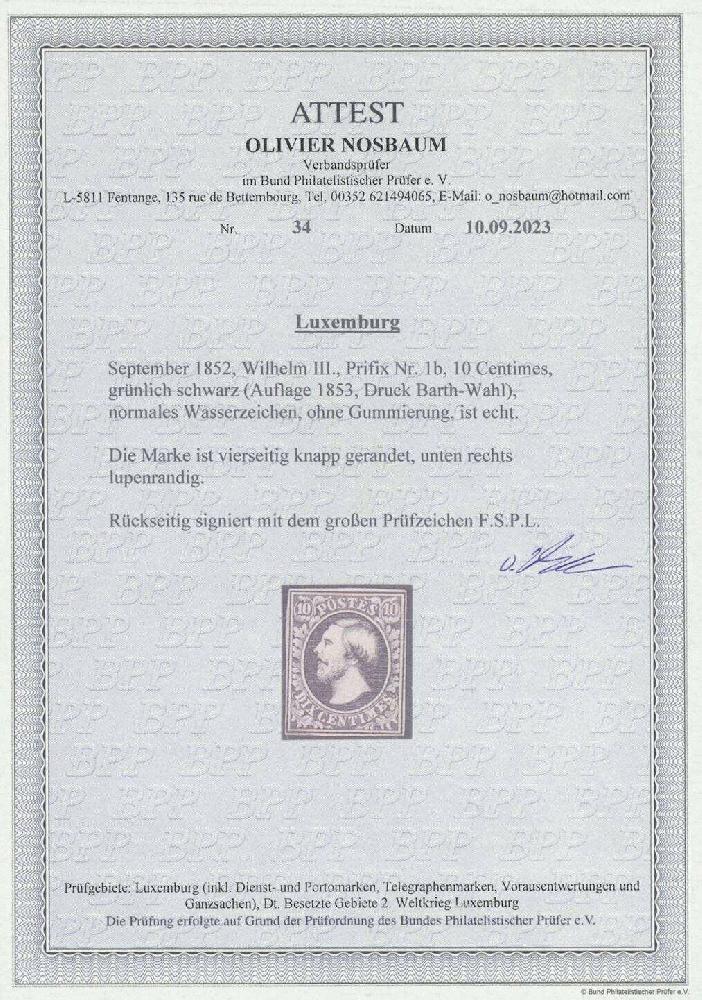 ATTEST
OLIVIER NOSBAUM
Verbandsprüfer
im Bund Philatelistischer Prüfer e. V.
L-5811 Fentange, 135 rue de Bettembourg, Tel. 00352 621494065, E-Mail: o_nosbaum@hotmail.com
Nr. 34 Datum 10.09.2023
Luxemburg
September 1852, Wilhelm III., Prifix Nr. 1b, 10 Centimes,
grünlich schwarz (Auflage 1853, Druck Barth-Wahl),
normales Wasserzeichen, ohne Gummierung, ist echt.
Die Marke ist vierseitig knapp gerandet, unten rechts
lupenrandig.
Rückseitig signiert mit dem großen Prüfzeichen F.S.P.L.
10 POSTES 10
DIX CENTIMES
Prüfgebiete: Luxemburg (inkl. Dienst- und Portomarken, Telegraphenmarken, Vorausentwertungen und
Ganzsachen), Dt. Besetzte Gebiete 2. Weltkrieg Luxemburg
Die Prüfung erfolgte auf Grund der Prüfordnung des Bundes Philatelistischer Prüfer e.V.
© Bund Philatelistischer Prüfer e.V.